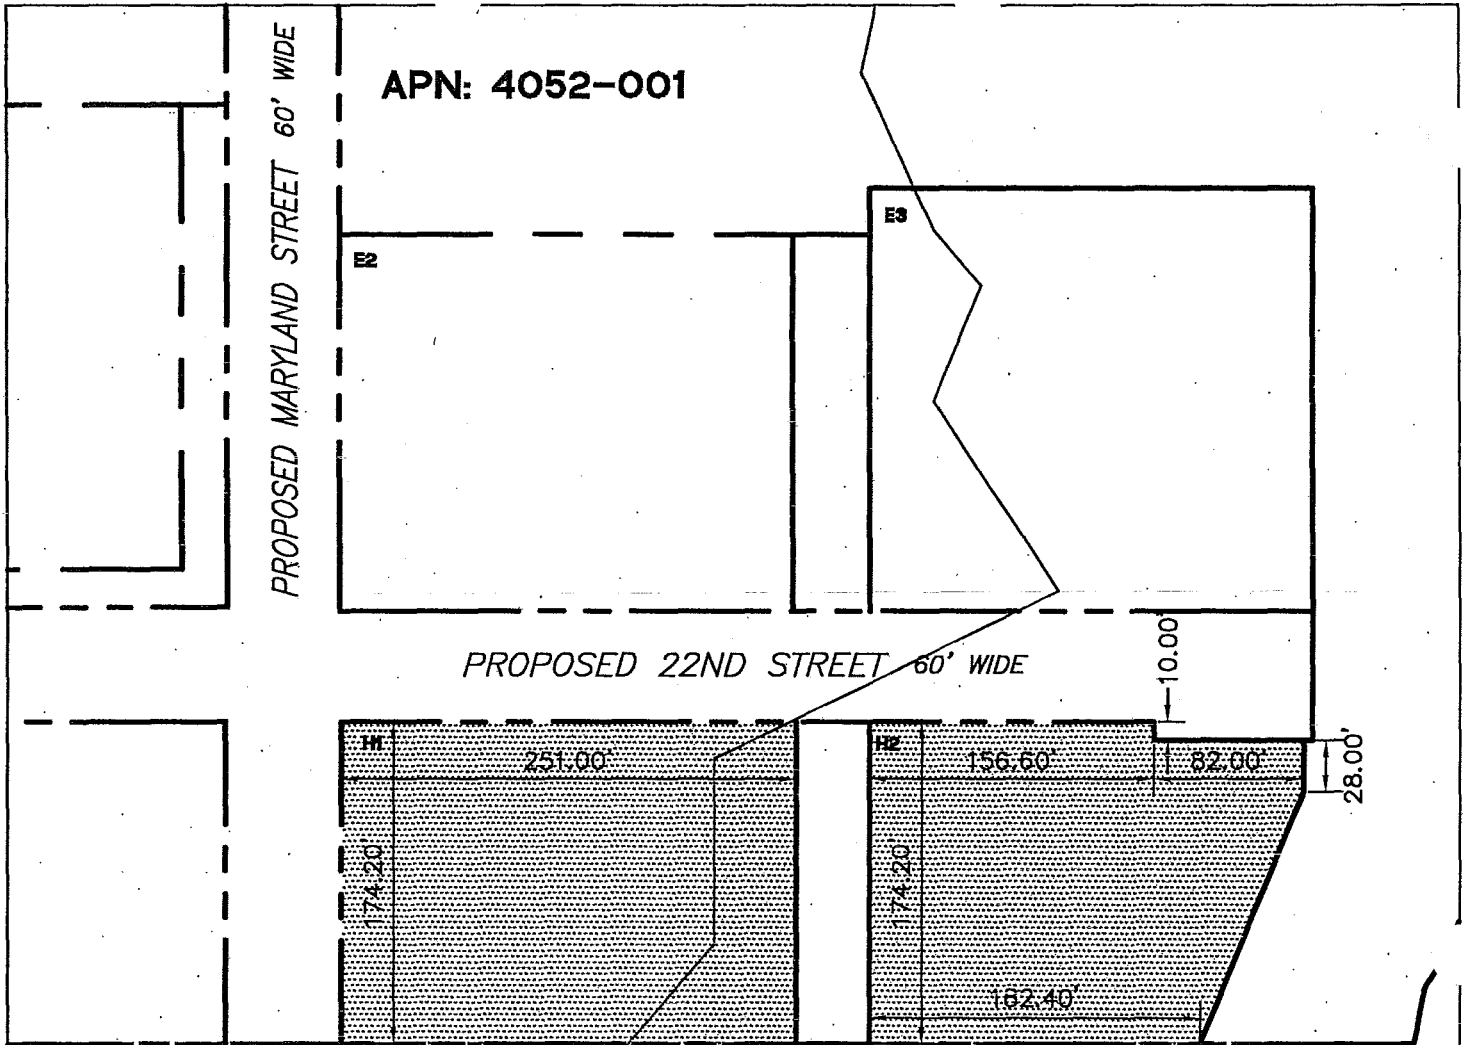 APN: 4052-001
PROPOSED MARYLAND STREET 60' WIDE
E3
E2
PROPOSED 22ND STREET 60' WIDE
10.00'
H1
H2
251.00'
156.60'
82.00'
28.00'
174.20'
174.20'
182.40'